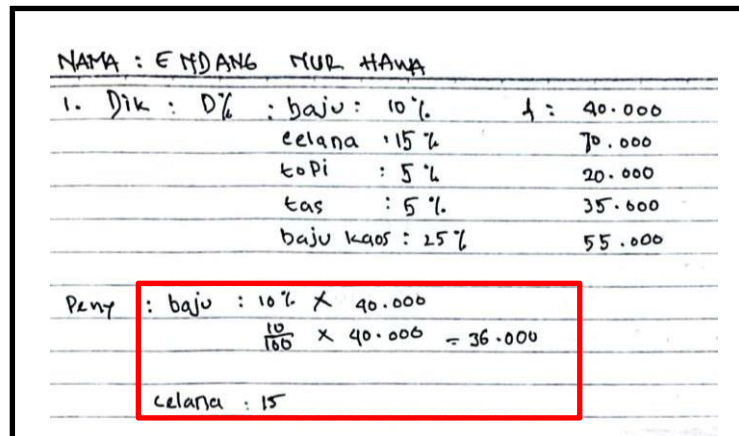 NAMA : ENDANG NUR HAWA
1. Dik : D% : baju : 10% f : 40.000
celana : 15% 70.000
topi : 5% 20.000
tas : 5% 35.000
baju kaos : 25% 55.000
Peny : baju : 10% × 40.000
10/100 × 40.000 = 36.000
celana : 15